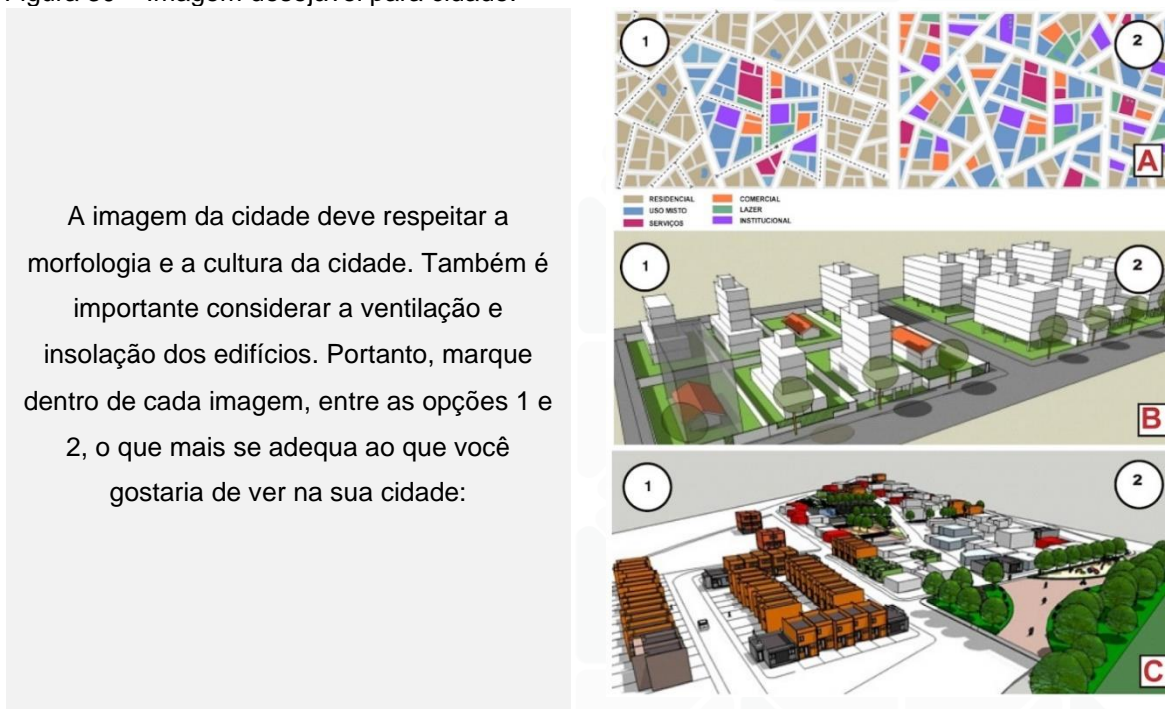 A imagem da cidade deve respeitar a
morfologia e a cultura da cidade. Também é
importante considerar a ventilação e
insolação dos edifícios. Portanto, marque
dentro de cada imagem, entre as opções 1 e
2, o que mais se adequa ao que você
gostaria de ver na sua cidade:
1
2
A
RESIDENCIAL
USO MISTO
SERVIÇOS
COMERCIAL
LAZER
INSTITUCIONAL
1
2
B
1
2
C